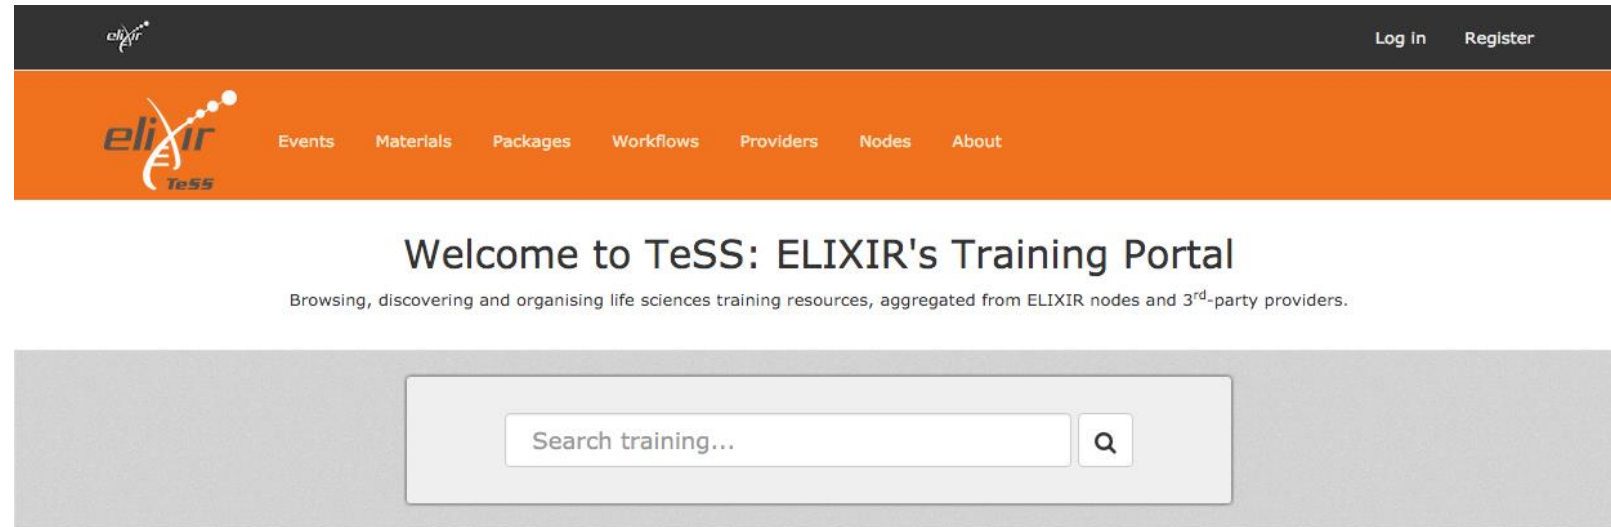 elixir
Log in Register
elixir
TeSS
Events Materials Packages Workflows Providers Nodes About
Welcome to TeSS: ELIXIR's Training Portal
Browsing, discovering and organising life sciences training resources, aggregated from ELIXIR nodes and 3rd-party providers.
Search training...